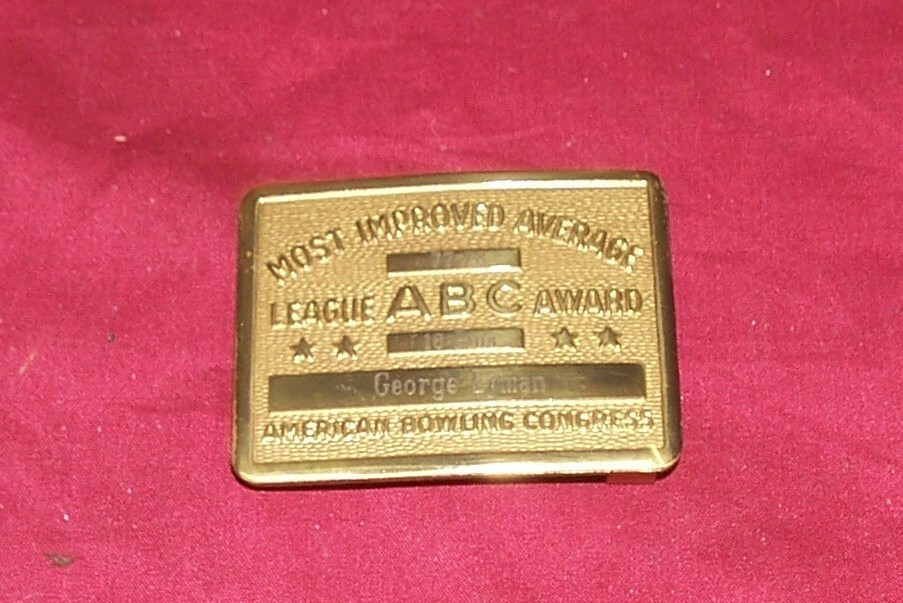 MOST IMPROVED AVERAGE
LEAGUE ABC AWARD
George
AMERICAN BOWLING CONGRESS